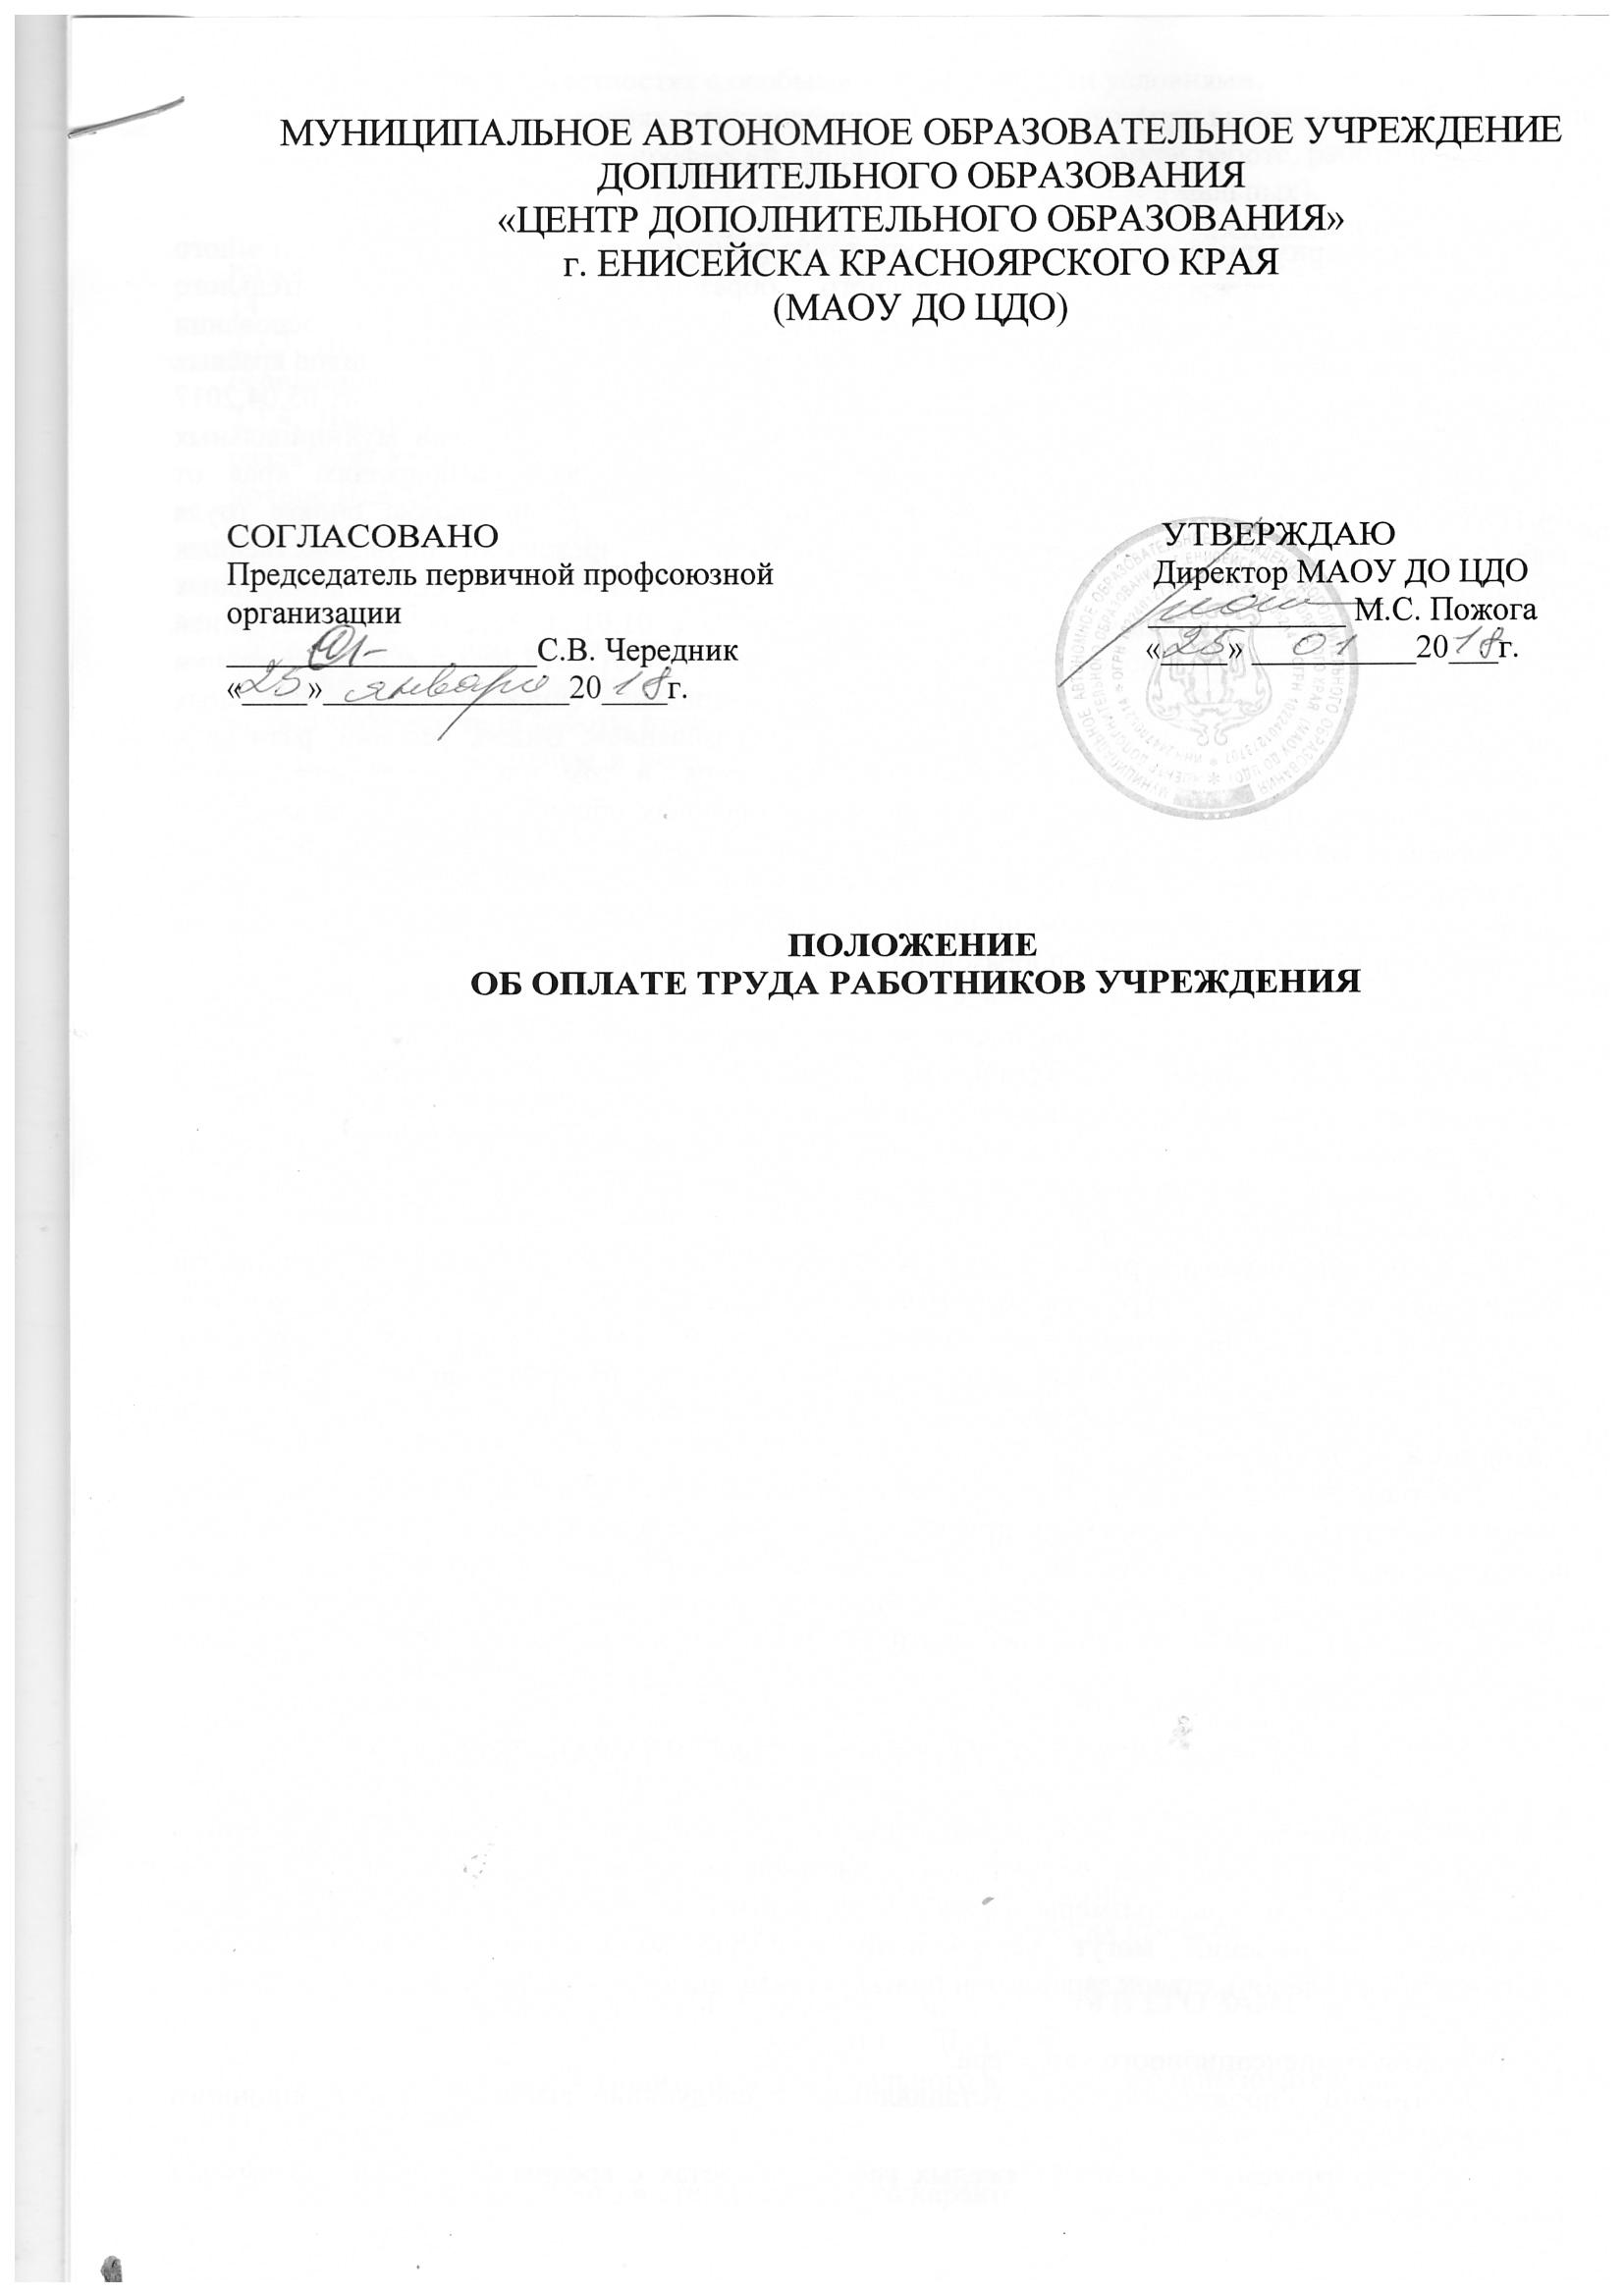 МУНИЦИПАЛЬНОЕ АВТОНОМНОЕ ОБРАЗОВАТЕЛЬНОЕ УЧРЕЖДЕНИЕ
ДОПЛНИТЕЛЬНОГО ОБРАЗОВАНИЯ
«ЦЕНТР ДОПОЛНИТЕЛЬНОГО ОБРАЗОВАНИЯ»
г. ЕНИСЕЙСКА КРАСНОЯРСКОГО КРАЯ
(МАОУ ДО ЦДО)
СОГЛАСОВАНО
Председатель первичной профсоюзной
организации
С.В. Чередник
«25» января 2018г.
УТВЕРЖДАЮ
Директор МАОУ ДО ЦДО
М.С. Пожога
«25» 01 2018г.
ПОЛОЖЕНИЕ
ОБ ОПЛАТЕ ТРУДА РАБОТНИКОВ УЧРЕЖДЕНИЯ